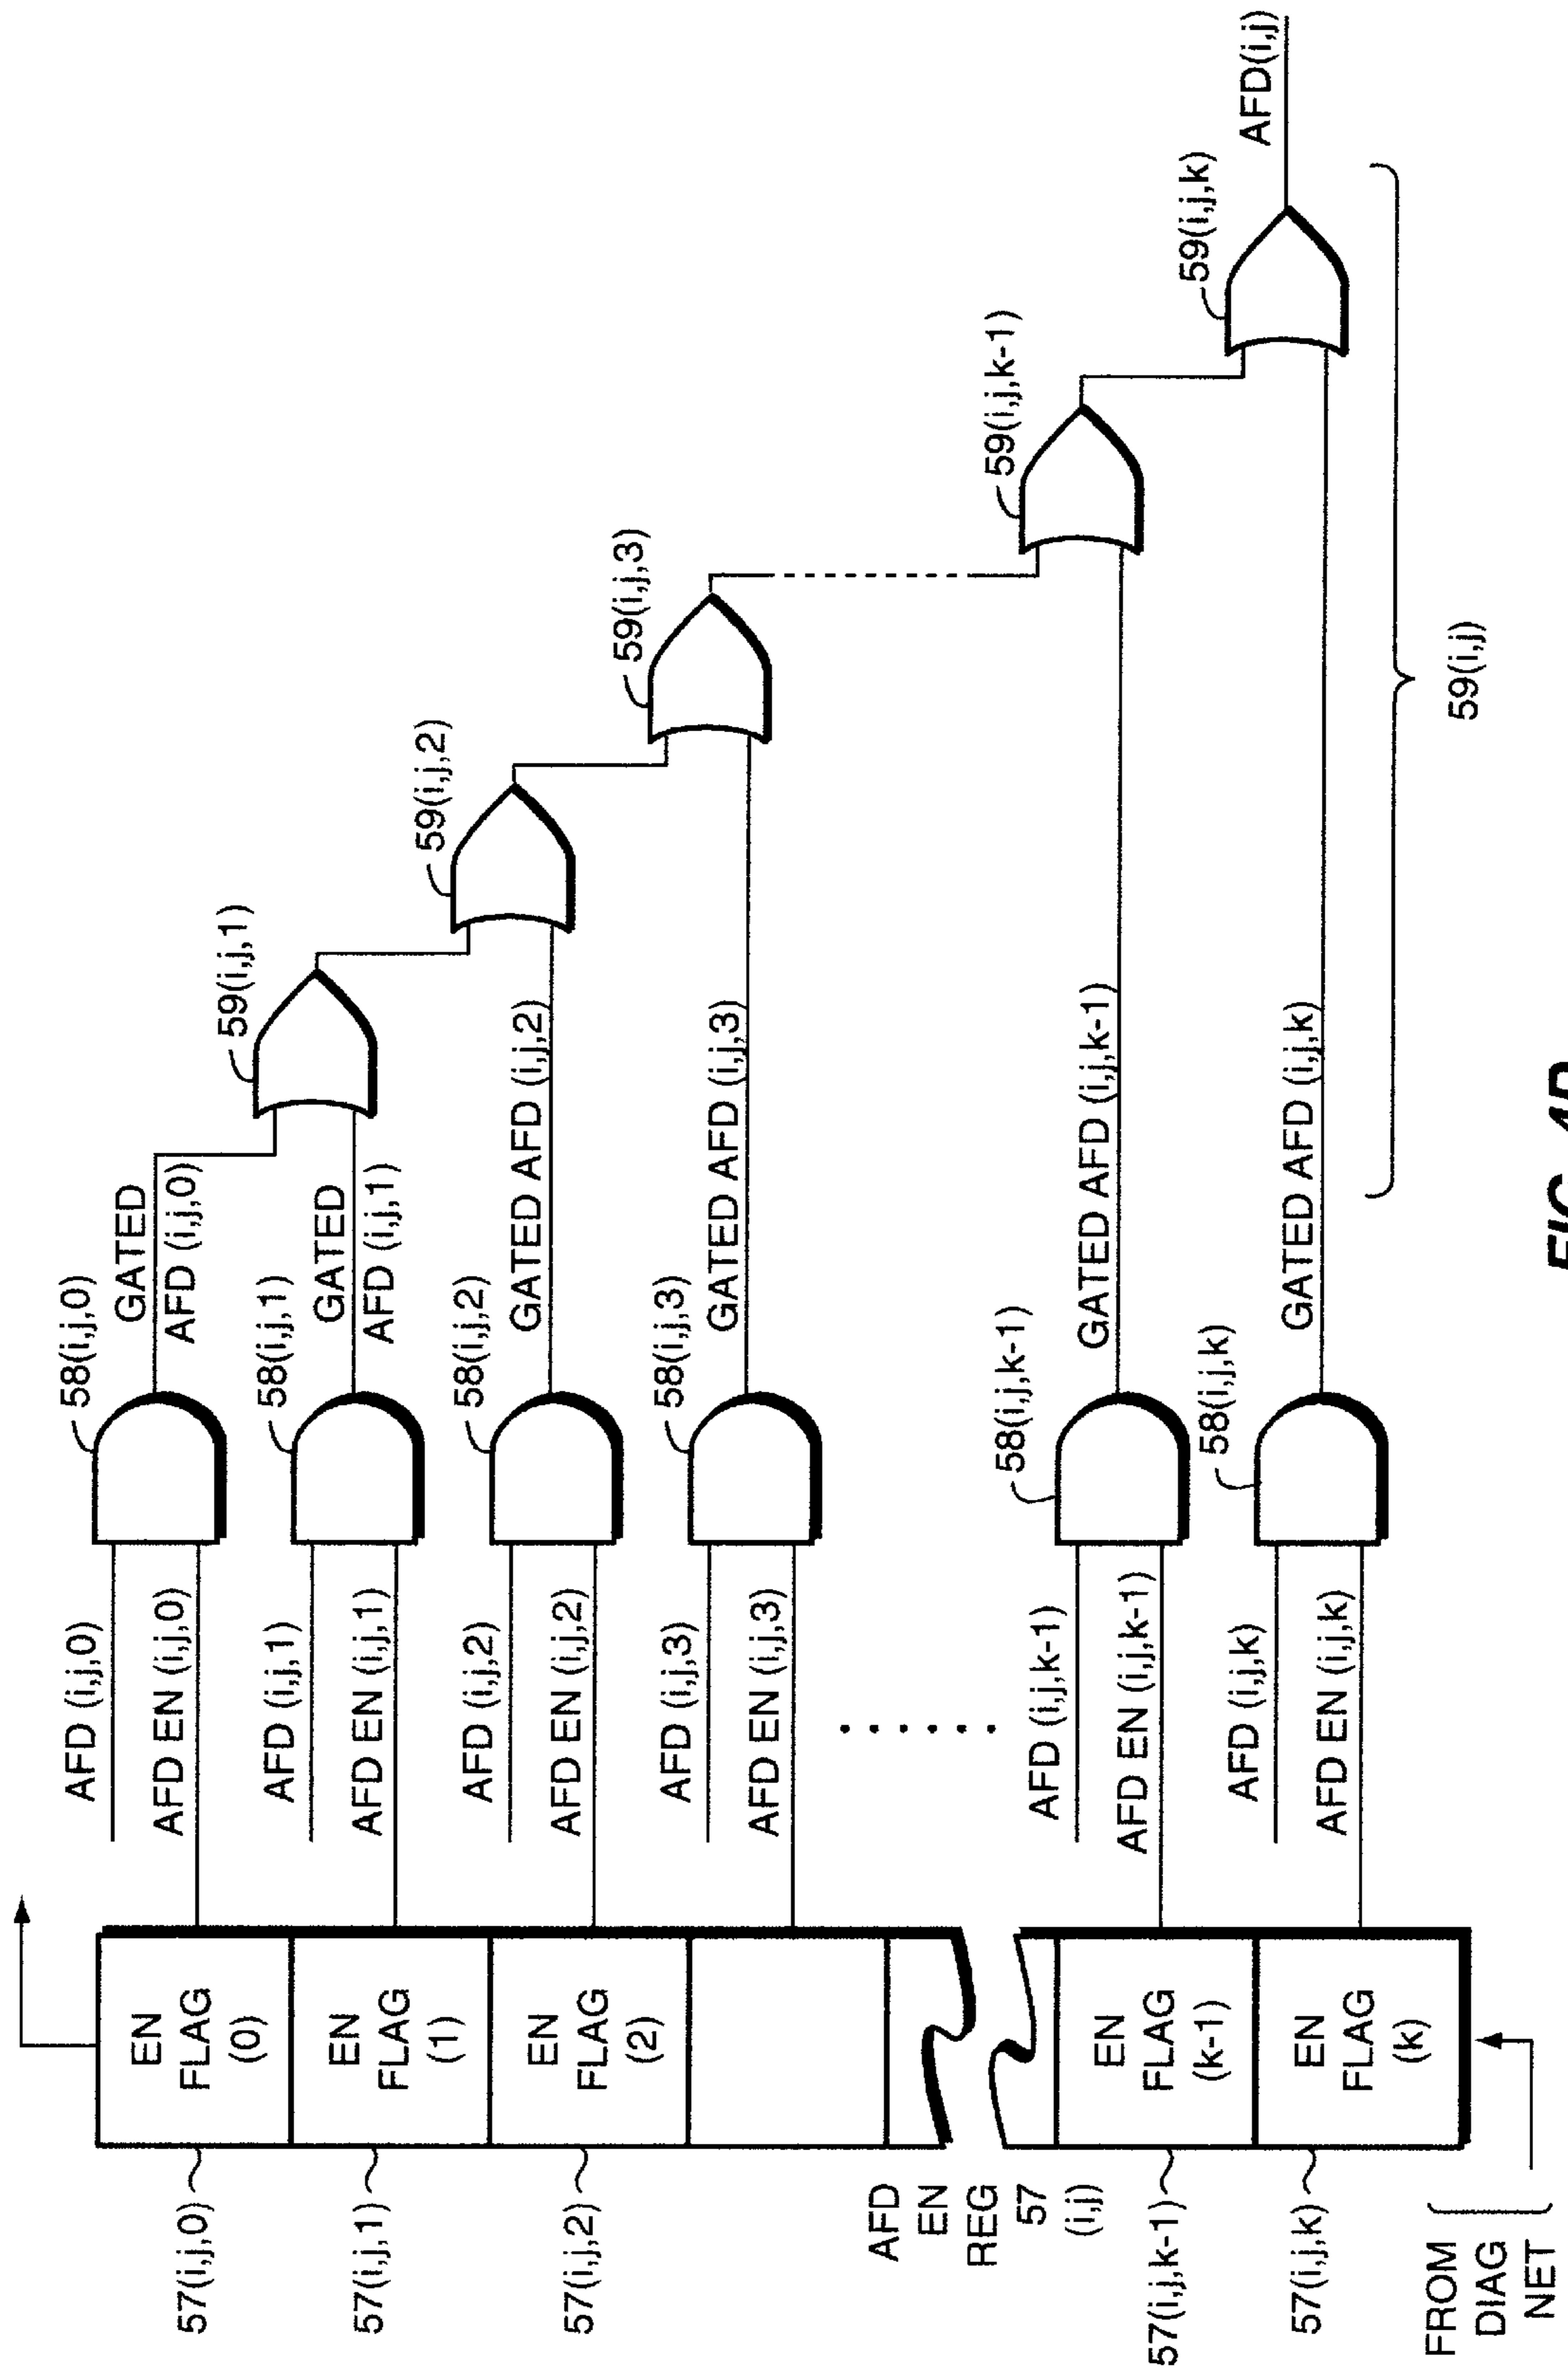 57(i,j,0)
EN
FLAG
(0)
AFD (i,j,0)
AFD EN (i,j,0)
58(i,j,0)
GATED
AFD (i,j,0)
57(i,j,1)
EN
FLAG
(1)
AFD (i,j,1)
AFD EN (i,j,1)
58(i,j,1)
GATED
AFD (i,j,1)
59(i,j,1)
57(i,j,2)
EN
FLAG
(2)
AFD (i,j,2)
AFD EN (i,j,2)
58(i,j,2)
GATED AFD (i,j,2)
59(i,j,2)
AFD (i,j,3)
AFD EN (i,j,3)
58(i,j,3)
GATED AFD (i,j,3)
59(i,j,3)
AFD
EN
REG
57
(i,j)
57(i,j,k-1)
EN
FLAG
(k-1)
AFD (i,j,k-1)
AFD EN (i,j,k-1)
58(i,j,k-1)
GATED AFD (i,j,k-1)
59(i,j,k-1)
57(i,j,k)
EN
FLAG
(k)
AFD (i,j,k)
AFD EN (i,j,k)
58(i,j,k)
GATED AFD (i,j,k)
59(i,j,k)
AFD(i,j)
FROM
DIAG
NET
59(i,j)